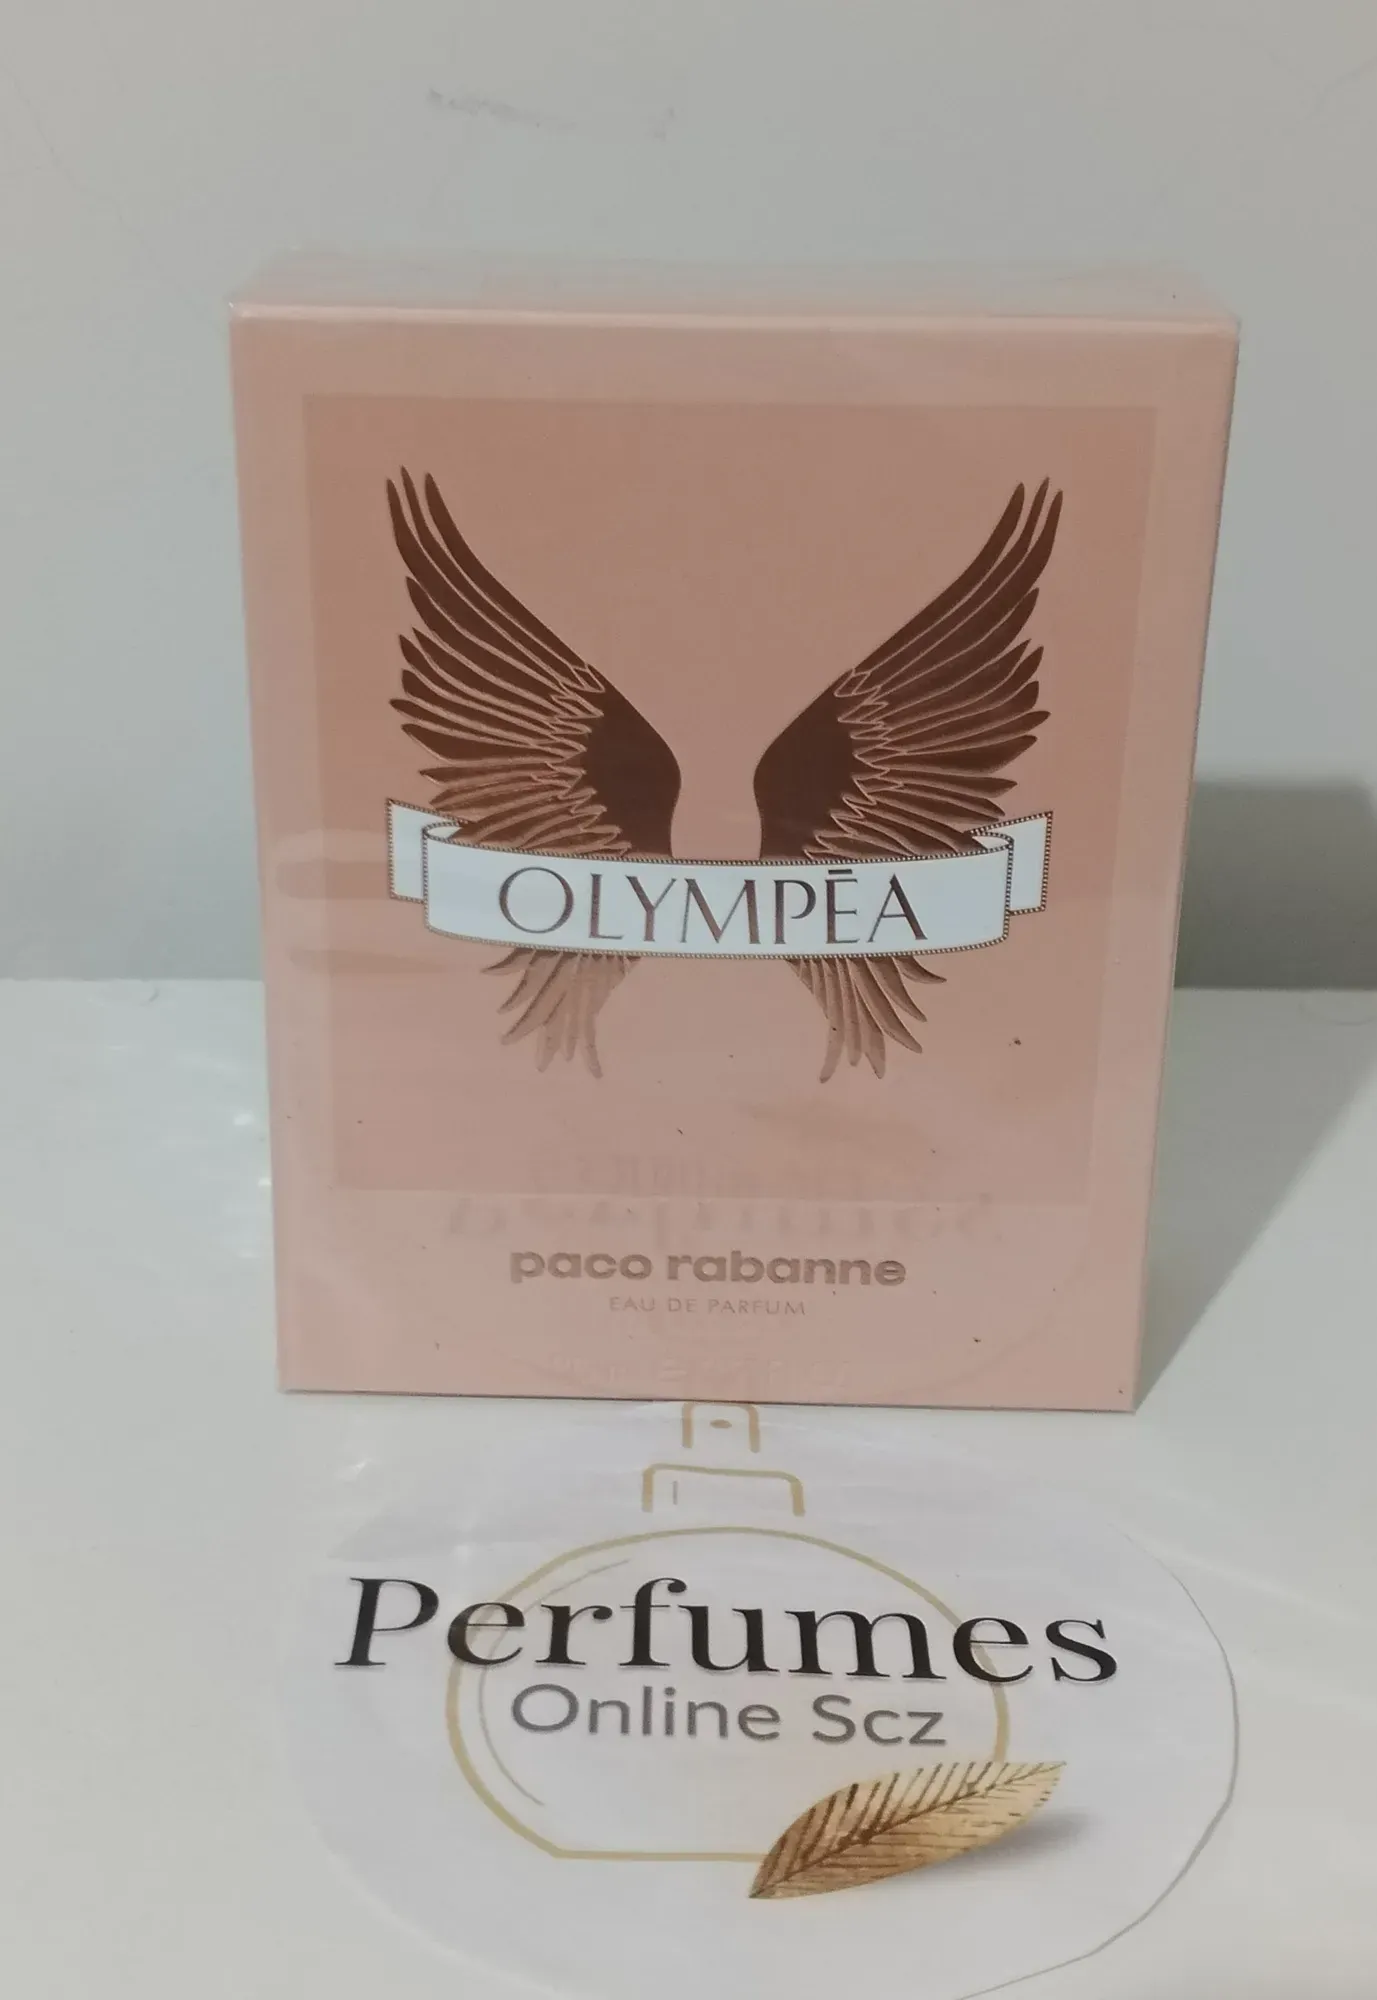 OLYMPĒA
paco rabanne
EAU DE PARFUM
Perfumes
Online Scz